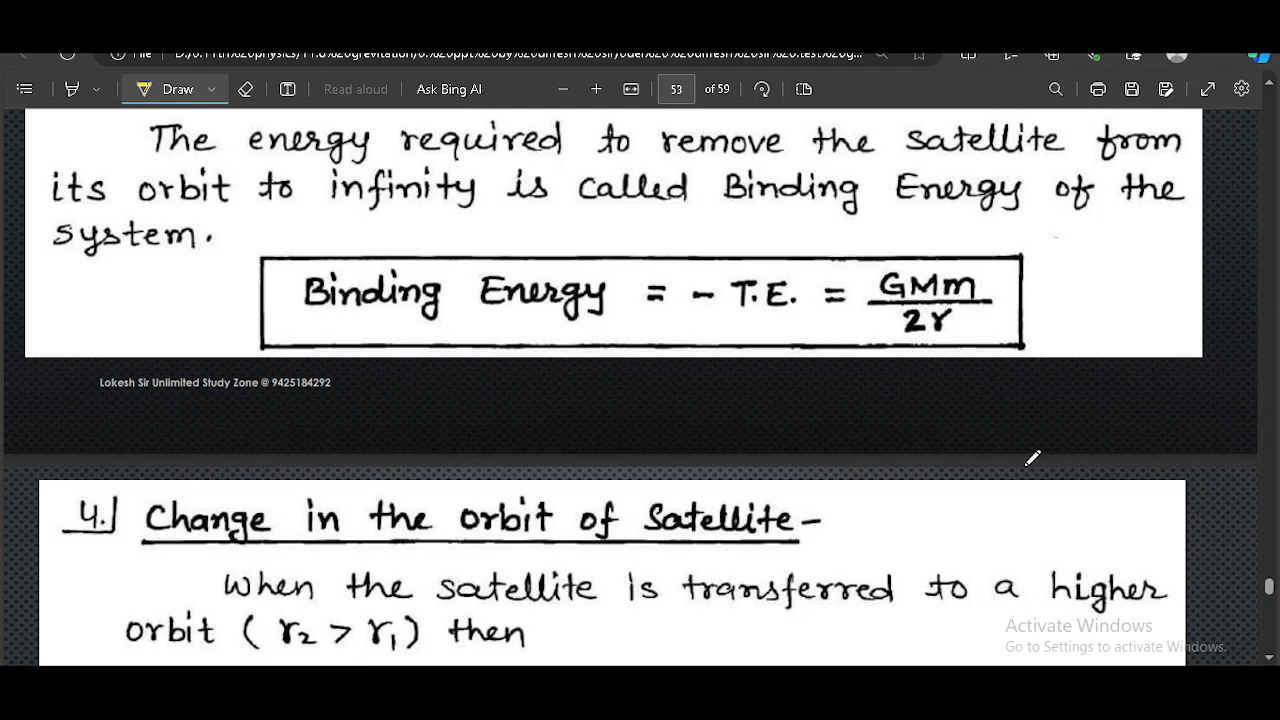 Draw
Read aloud
Ask Bing AI
53 of 59
The energy required to remove the satellite from
its orbit to infinity is called Binding Energy of the
system.
Binding Energy = - T.E. = GMm / 2r
Lokesh Sir Unlimited Study Zone @ 9425184292
4.] Change in the orbit of Satellite-
When the satellite is transferred to a higher
orbit ( r₂ > r₁ ) then
Activate Windows
Go to Settings to activate Windows.